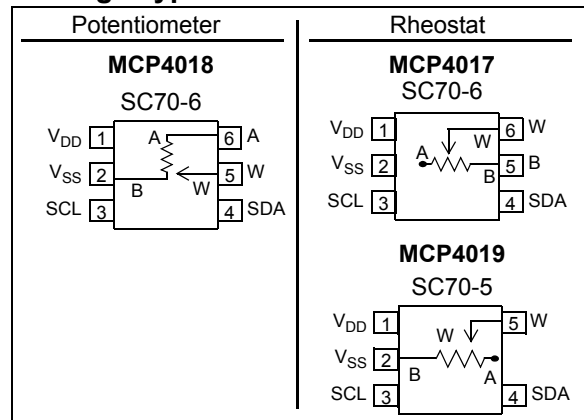 Potentiometer
MCP4018
SC70-6
VDD 1
VSS 2
SCL 3
A
B
W
6 A
5 W
4 SDA
Rheostat
MCP4017
SC70-6
VDD 1
VSS 2
SCL 3
A
W
B
6 W
5 B
4 SDA
MCP4019
SC70-5
VDD 1
VSS 2
SCL 3
W
B
A
5 W
4 SDA